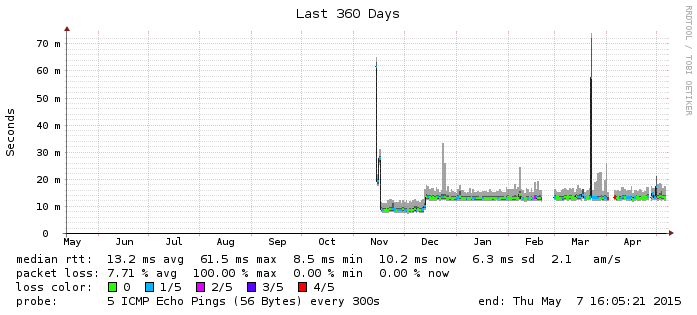 Last 360 Days
RRDTOOL / TOBI OETIKER
Seconds
70 m
60 m
50 m
40 m
30 m
20 m
10 m
0
May Jun Jul Aug Sep Oct Nov Dec Jan Feb Mar Apr
median rtt: 13.2 ms avg 61.5 ms max 8.5 ms min 10.2 ms now 6.3 ms sd 2.1 am/s
packet loss: 7.71 % avg 100.00 % max 0.00 % min 0.00 % now
loss color: 0 1/5 2/5 3/5 4/5
probe: 5 ICMP Echo Pings (56 Bytes) every 300s end: Thu May 7 16:05:21 2015